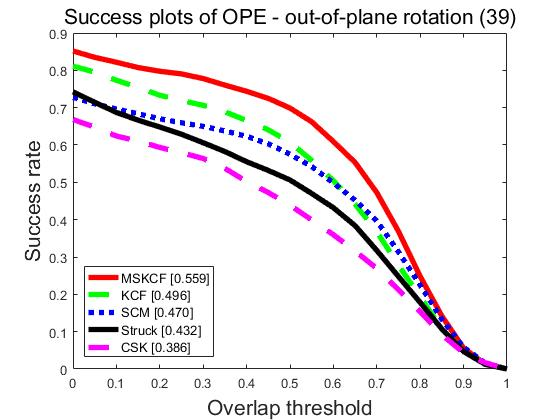 Success plots of OPE - out-of-plane rotation (39)
0.9
0.8
0.7
0.6
0.5
0.4
0.3
0.2
0.1
0
Success rate
MSKCF [0.559]
KCF [0.496]
SCM [0.470]
Struck [0.432]
CSK [0.386]
0 0.1 0.2 0.3 0.4 0.5 0.6 0.7 0.8 0.9 1
Overlap threshold